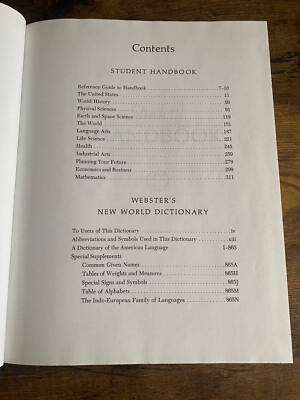 Contents
STUDENT HANDBOOK
Reference Guide to Handbook 7-10
The United States 11
World History 59
Physical Sciences 91
Earth and Space Science 119
The World 151
Language Arts 187
Life Science 221
Health 245
Industrial Arts 259
Planning Your Future 279
Economics and Business 299
Mathematics 311
WEBSTER'S
NEW WORLD DICTIONARY
To Users of This Dictionary iv
Abbreviations and Symbols Used in This Dictionary xiii
A Dictionary of the American Language 1-865
Special Supplements
Common Given Names 865A
Tables of Weights and Measures 865H
Special Signs and Symbols 865J
Table of Alphabets 865M
The Indo-European Family of Languages 865N